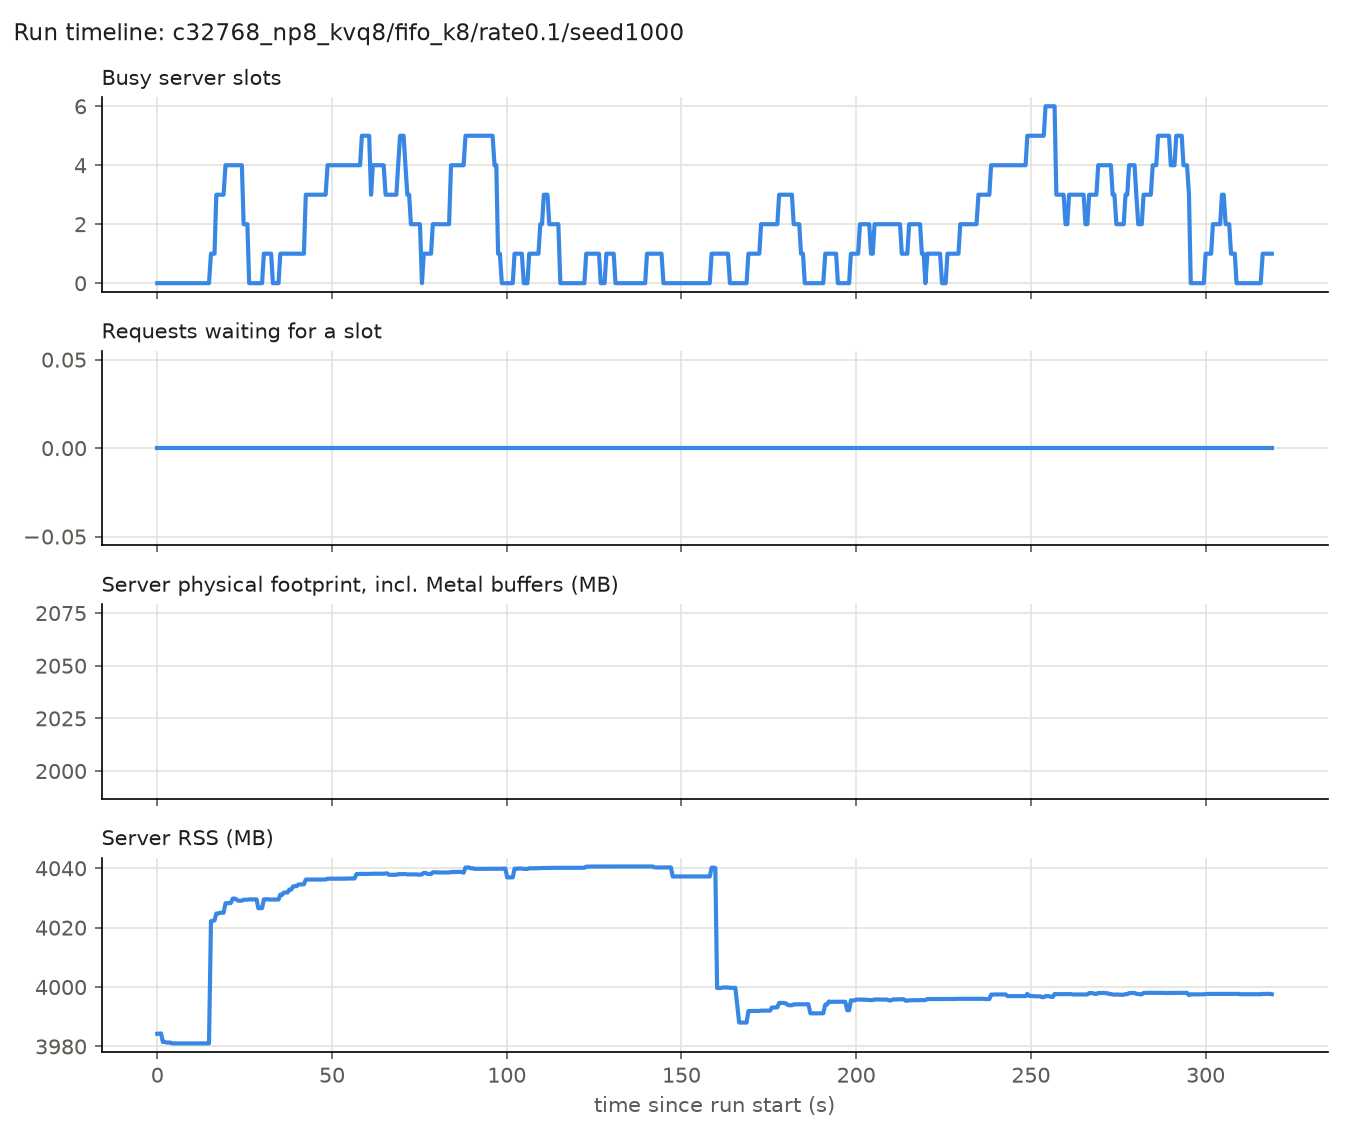 Run timeline: c32768_np8_kvq8/fifo_k8/rate0.1/seed1000
Busy server slots
6
4
2
0
Requests waiting for a slot
0.05
0.00
−0.05
Server physical footprint, incl. Metal buffers (MB)
2075
2050
2025
2000
Server RSS (MB)
4040
4020
4000
3980
0 50 100 150 200 250 300
time since run start (s)